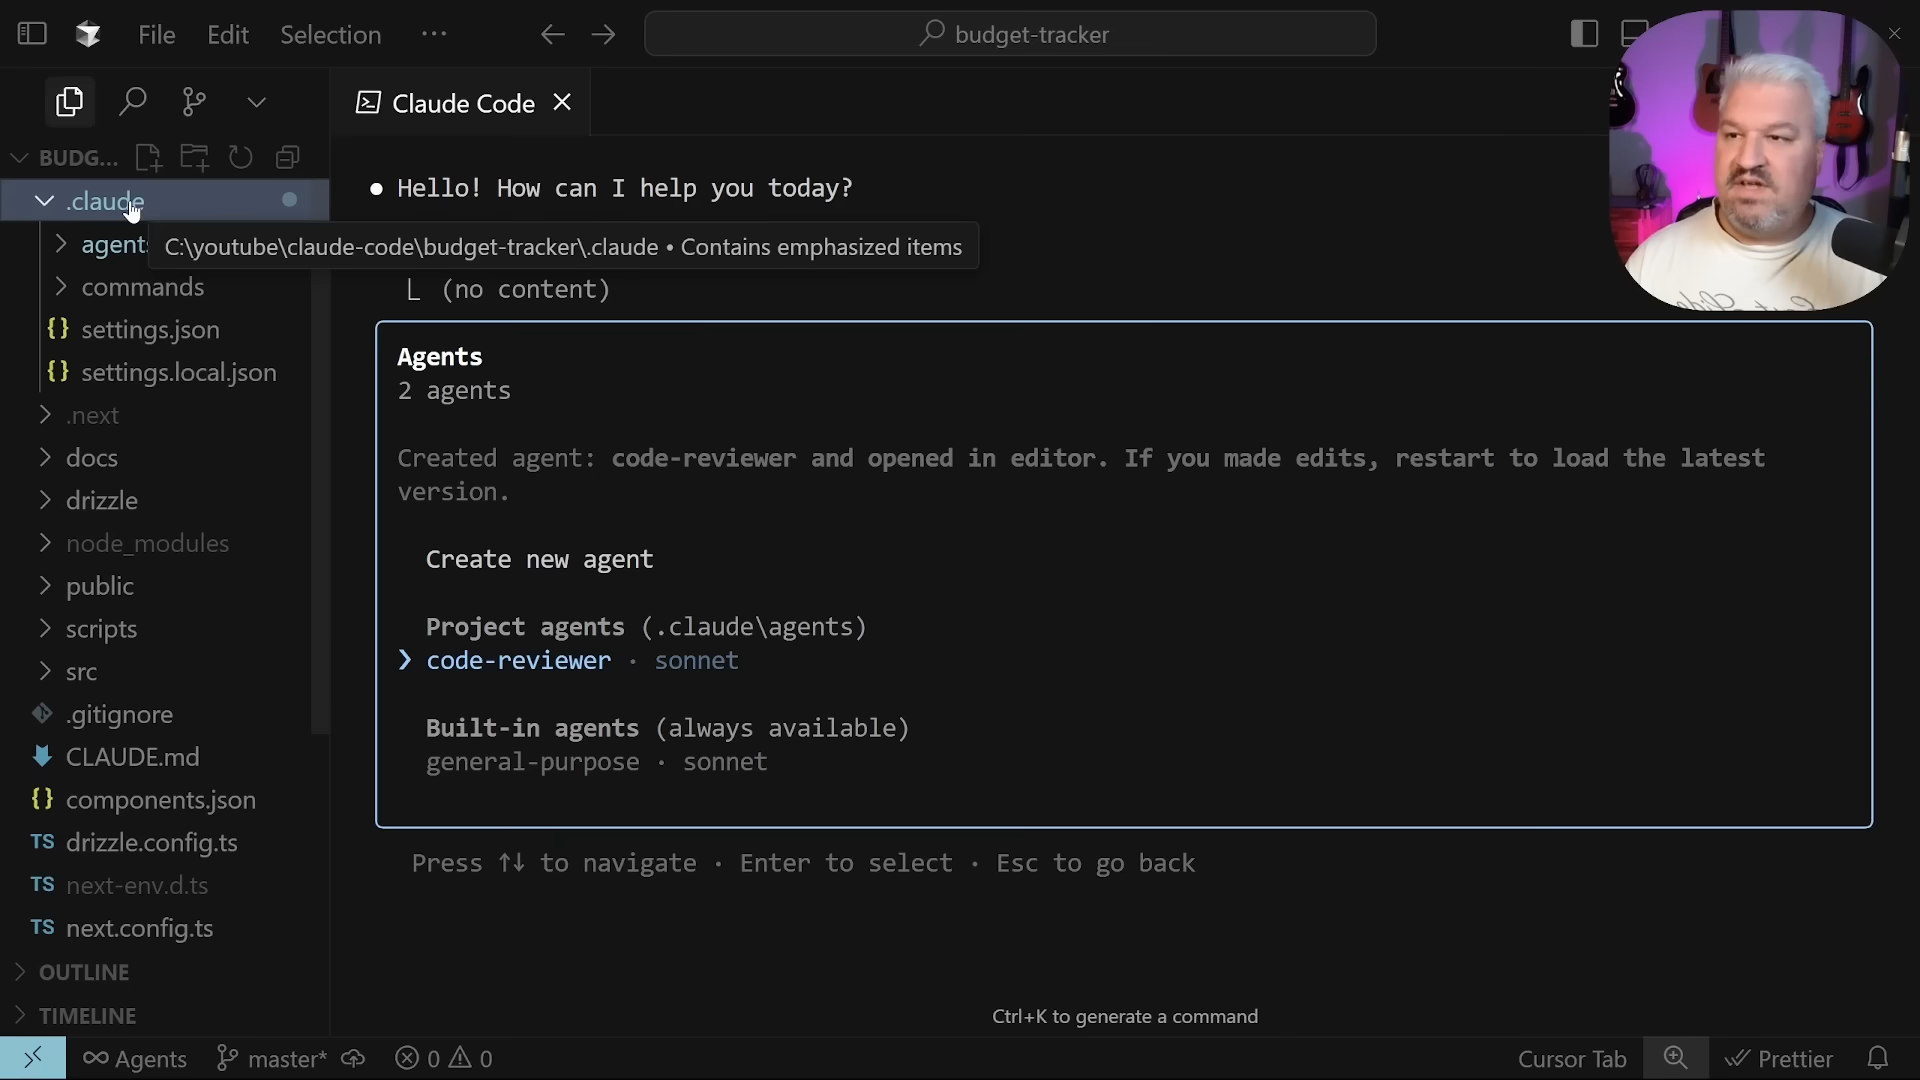 File Edit Selection ··· budget-tracker
Claude Code
BUDG...
.claude
agents
commands
settings.json
settings.local.json
.next
docs
drizzle
node_modules
public
scripts
src
.gitignore
CLAUDE.md
{} components.json
TS drizzle.config.ts
TS next-env.d.ts
TS next.config.ts
OUTLINE
TIMELINE
● Hello! How can I help you today?
C:\youtube\claude-code\budget-tracker\.claude • Contains emphasized items
(no content)
Agents
2 agents
Created agent: code-reviewer and opened in editor. If you made edits, restart to load the latest
version.
Create new agent
Project agents (.claude\agents)
❯ code-reviewer · sonnet
Built-in agents (always available)
general-purpose · sonnet
Press ↑↓ to navigate · Enter to select · Esc to go back
Ctrl+K to generate a command
Agents master* 0 0 Cursor Tab Prettier